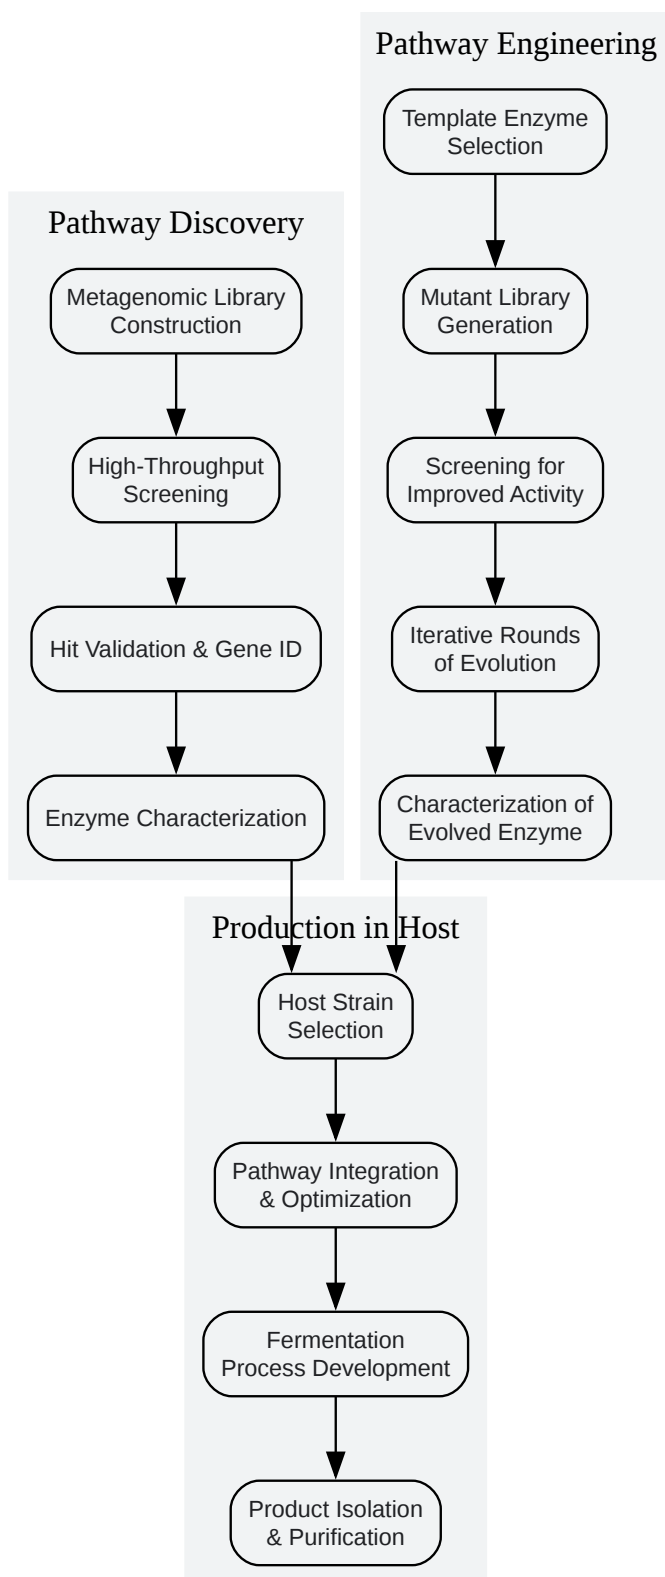 Pathway Engineering
Template Enzyme
Selection
Mutant Library
Generation
Screening for
Improved Activity
Iterative Rounds
of Evolution
Characterization of
Evolved Enzyme
Pathway Discovery
Metagenomic Library
Construction
High-Throughput
Screening
Hit Validation & Gene ID
Enzyme Characterization
Production in Host
Host Strain
Selection
Pathway Integration
& Optimization
Fermentation
Process Development
Product Isolation
& Purification